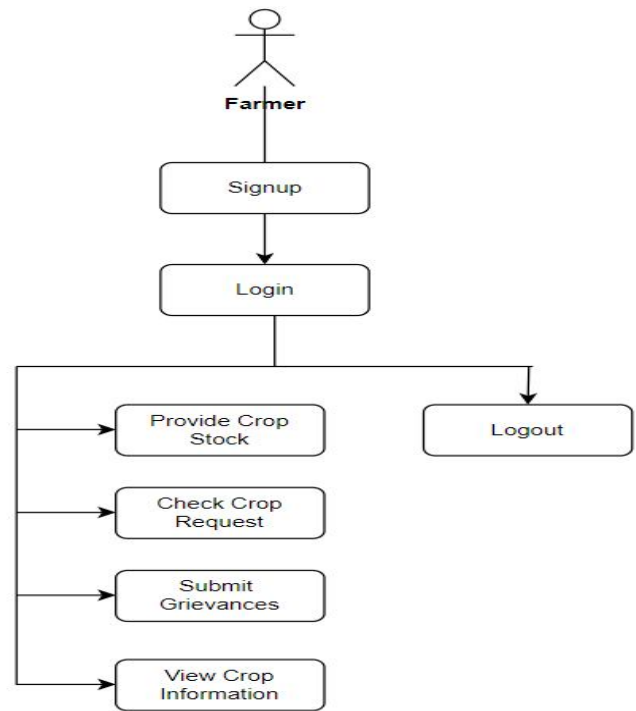 Farmer
Signup
Login
Provide Crop
Stock
Logout
Check Crop
Request
Submit
Grievances
View Crop
Information